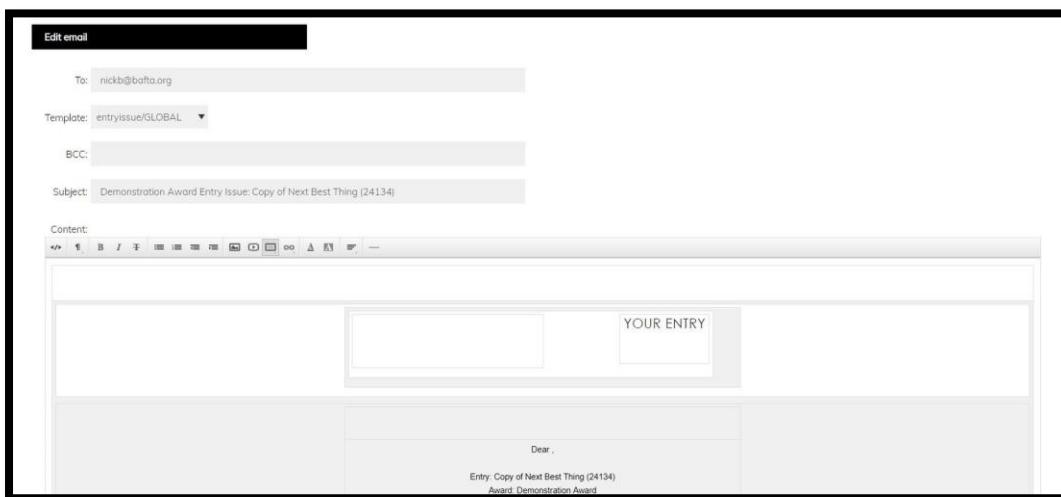 Edit email
To: nickb@bafta.org
Template: entryissue/GLOBAL
BCC:
Subject: Demonstration Award Entry Issue: Copy of Next Best Thing (24134)
Content:
YOUR ENTRY
Dear ,
Entry: Copy of Next Best Thing (24134)
Award: Demonstration Award